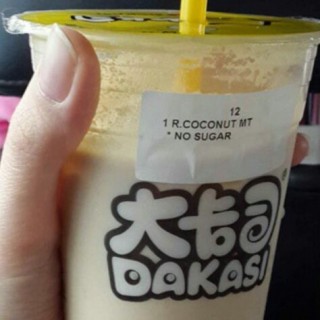 12
1 R.COCONUT MT
* NO SUGAR
大卡司
DAKASI